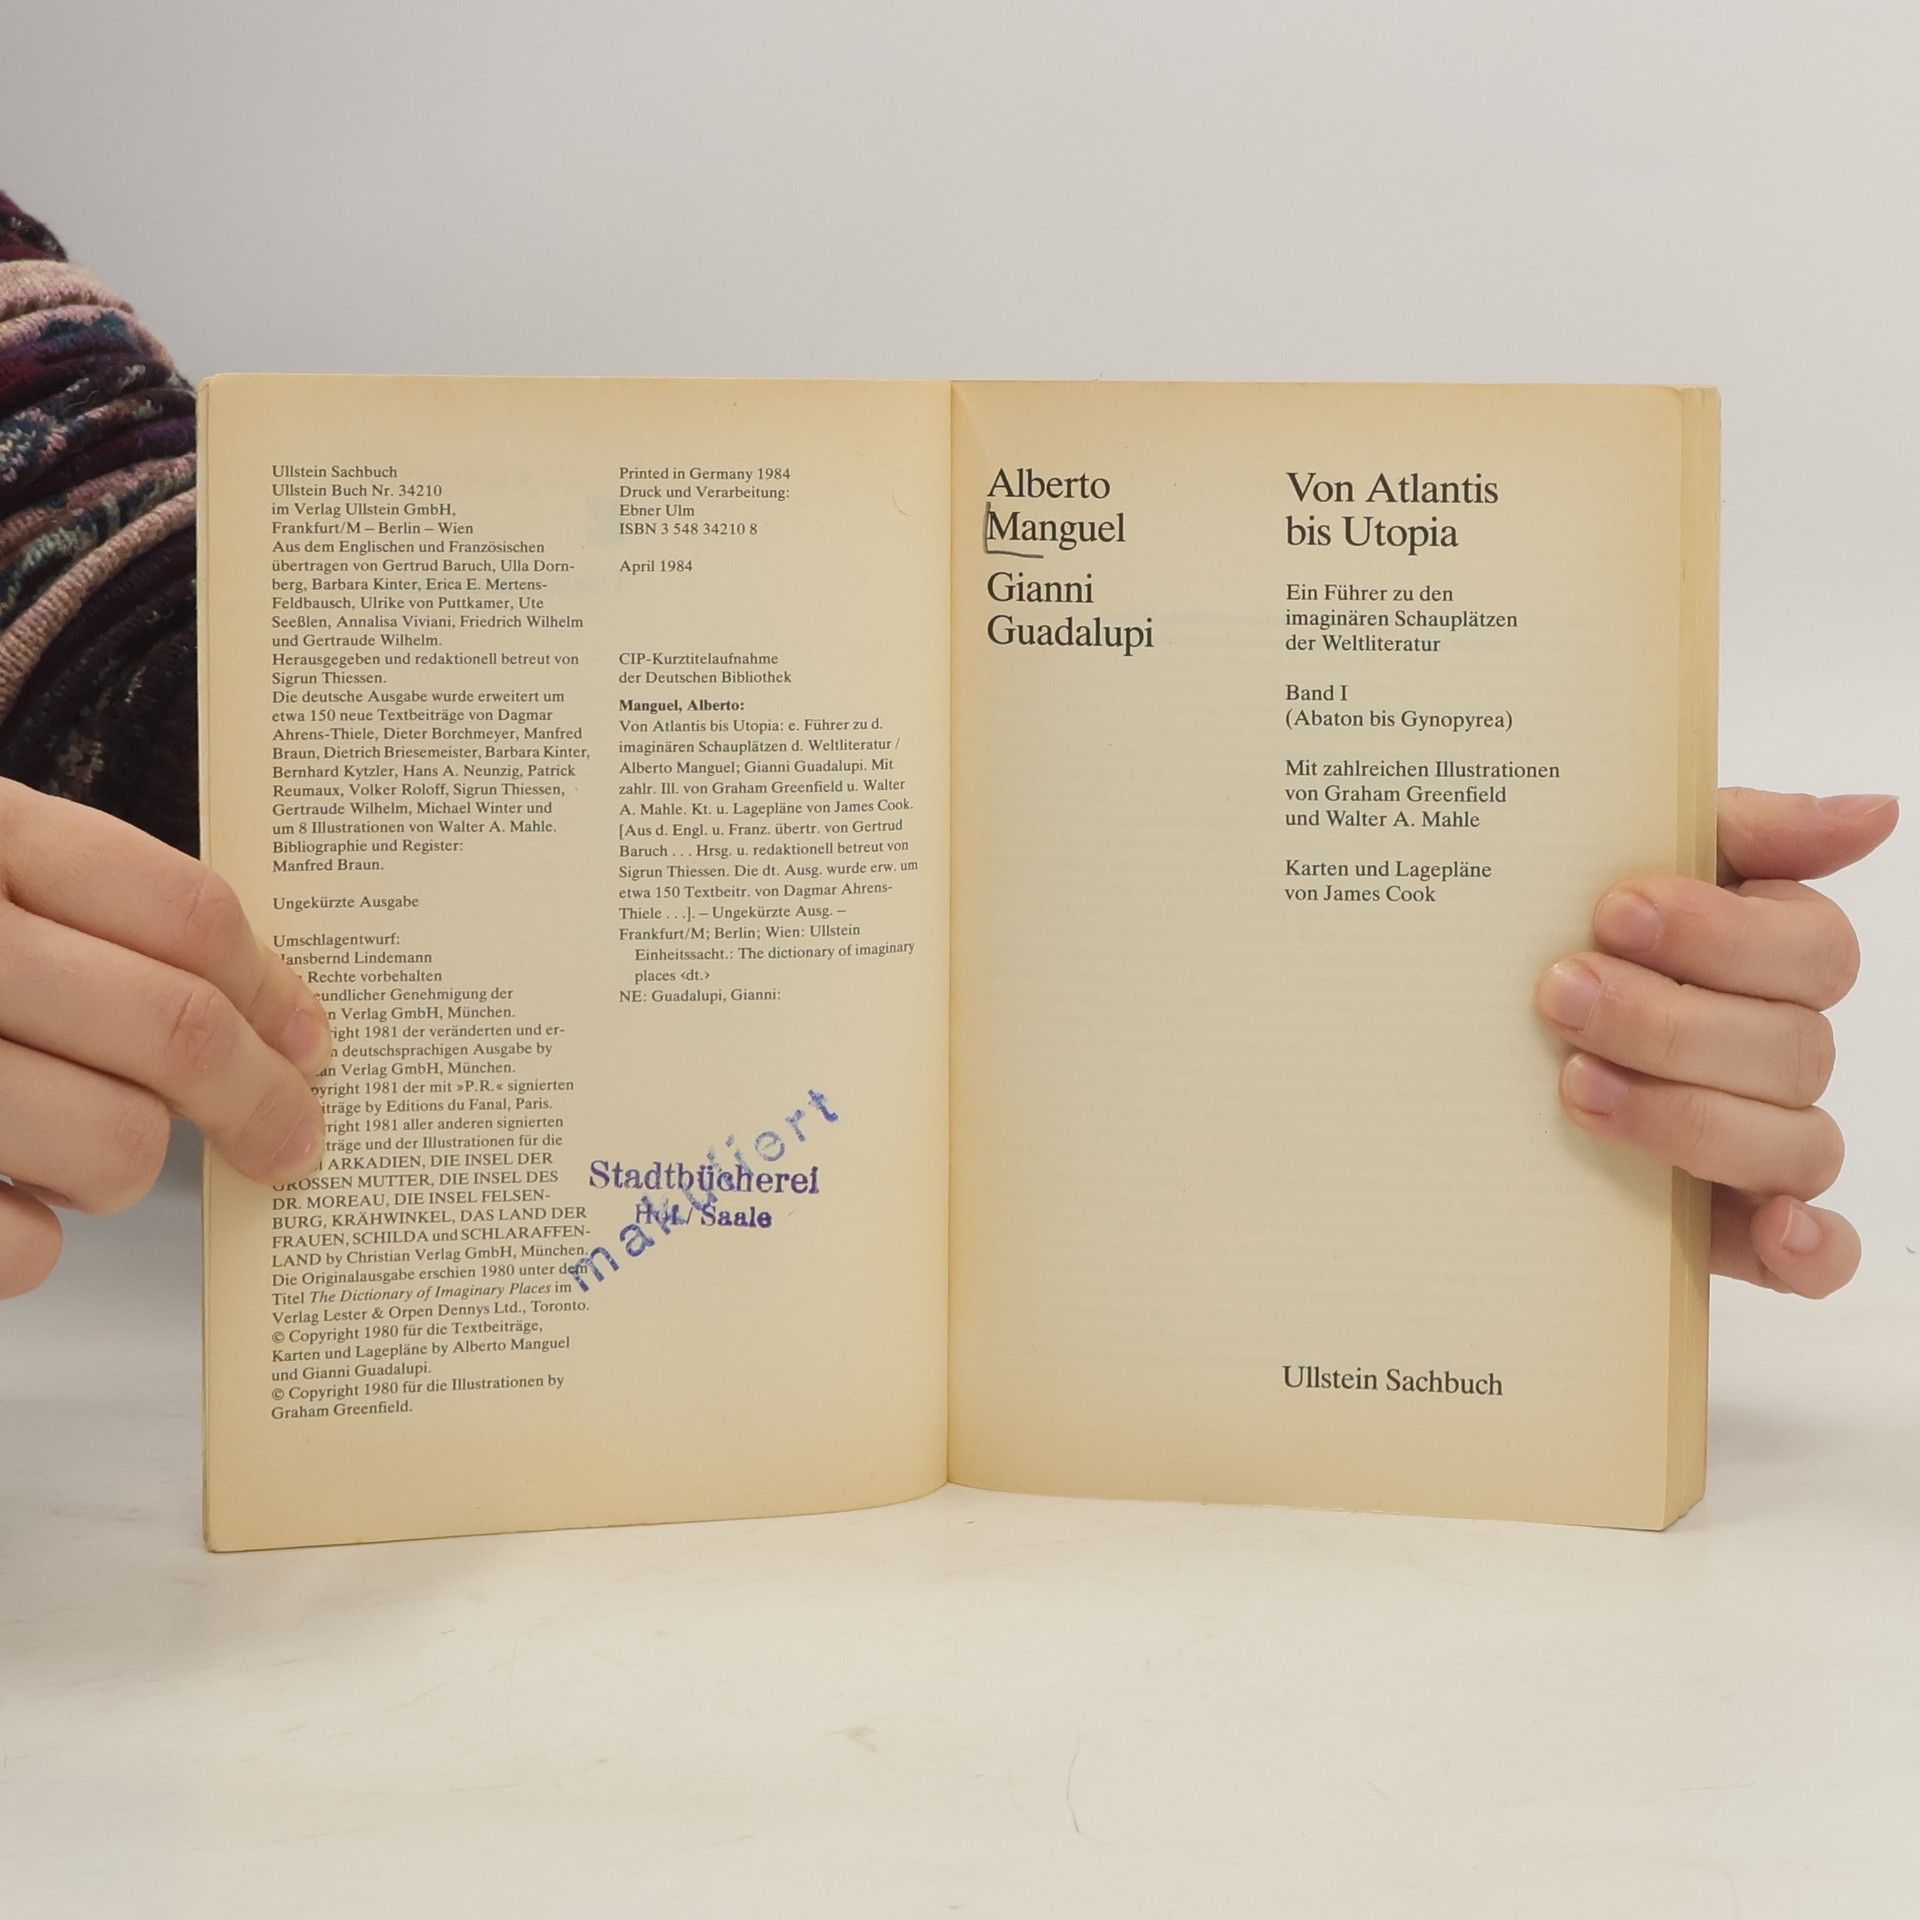 Ullstein Sachbuch
Ullstein Buch Nr. 34210
im Verlag Ullstein GmbH,
Frankfurt/M – Berlin – Wien
Aus dem Englischen und Französischen
übertragen von Gertrud Baruch, Ulla Dorn-
berg, Barbara Kinter, Erica E. Mertens-
Feldbausch, Ulrike von Puttkamer, Ute
Seeßlen, Annalisa Viviani, Friedrich Wilhelm
und Gertraude Wilhelm.
Herausgegeben und redaktionell betreut von
Sigrun Thiessen.
Die deutsche Ausgabe wurde erweitert um
etwa 150 neue Textbeiträge von Dagmar
Ahrens-Thiele, Dieter Borchmeyer, Manfred
Braun, Dietrich Briesemeister, Barbara Kinter,
Bernhard Kytzler, Hans A. Neunzig, Patrick
Reumaux, Volker Roloff, Sigrun Thiessen,
Gertraude Wilhelm, Michael Winter und
um 8 Illustrationen von Walter A. Mahle.
Bibliographie und Register:
Manfred Braun.
Ungekürzte Ausgabe
Umschlagentwurf:
Lindemann
Rechte vorbehalten
Genehmigung der
Verlag GmbH, München.
1981 der veränderten und er-
deutschsprachigen Ausgabe by
Verlag GmbH, München.
1981 der mit »P.R.« signierten
by Editions du Fanal, Paris.
1981 aller anderen signierten
und der Illustrationen für die
ARKADIEN, DIE INSEL DER
GROSSEN MUTTER, DIE INSEL DES
DR. MOREAU, DIE INSEL FELSEN-
BURG, KRÄHWINKEL, DAS LAND DER
FRAUEN, SCHILDA und SCHLARAFFEN-
LAND by Christian Verlag GmbH, München.
Die Originalausgabe erschien 1980 unter dem
Titel The Dictionary of Imaginary Places im
Verlag Lester & Orpen Dennys Ltd., Toronto.
© Copyright 1980 für die Textbeiträge,
Karten und Lagepläne by Alberto Manguel
und Gianni Guadalupi.
© Copyright 1980 für die Illustrationen by
Graham Greenfield.
Printed in Germany 1984
Druck und Verarbeitung:
Ebner Ulm
ISBN 3 548 34210 8
April 1984
CIP-Kurztitelaufnahme
der Deutschen Bibliothek
Manguel, Alberto:
Von Atlantis bis Utopia: e. Führer zu d.
imaginären Schauplätzen d. Weltliteratur /
Alberto Manguel; Gianni Guadalupi. Mit
zahlr. Ill. von Graham Greenfield u. Walter
A. Mahle. Kt. u. Lagepläne von James Cook.
[Aus d. Engl. u. Franz. übertr. von Gertrud
Baruch . . . Hrsg. u. redaktionell betreut von
Sigrun Thiessen. Die dt. Ausg. wurde erw. um
etwa 150 Textbeitr. von Dagmar Ahrens-
Thiele . . .]. – Ungekürzte Ausg. –
Frankfurt/M; Berlin; Wien: Ullstein
Einheitssacht.: The dictionary of imaginary
places <dt.>
NE: Guadalupi, Gianni:
makuliert
Stadtbücherei
Hof / Saale
Alberto
Manguel
Gianni
Guadalupi
Von Atlantis
bis Utopia
Ein Führer zu den
imaginären Schauplätzen
der Weltliteratur
Band I
(Abaton bis Gynopyrea)
Mit zahlreichen Illustrationen
von Graham Greenfield
und Walter A. Mahle
Karten und Lagepläne
von James Cook
Ullstein Sachbuch